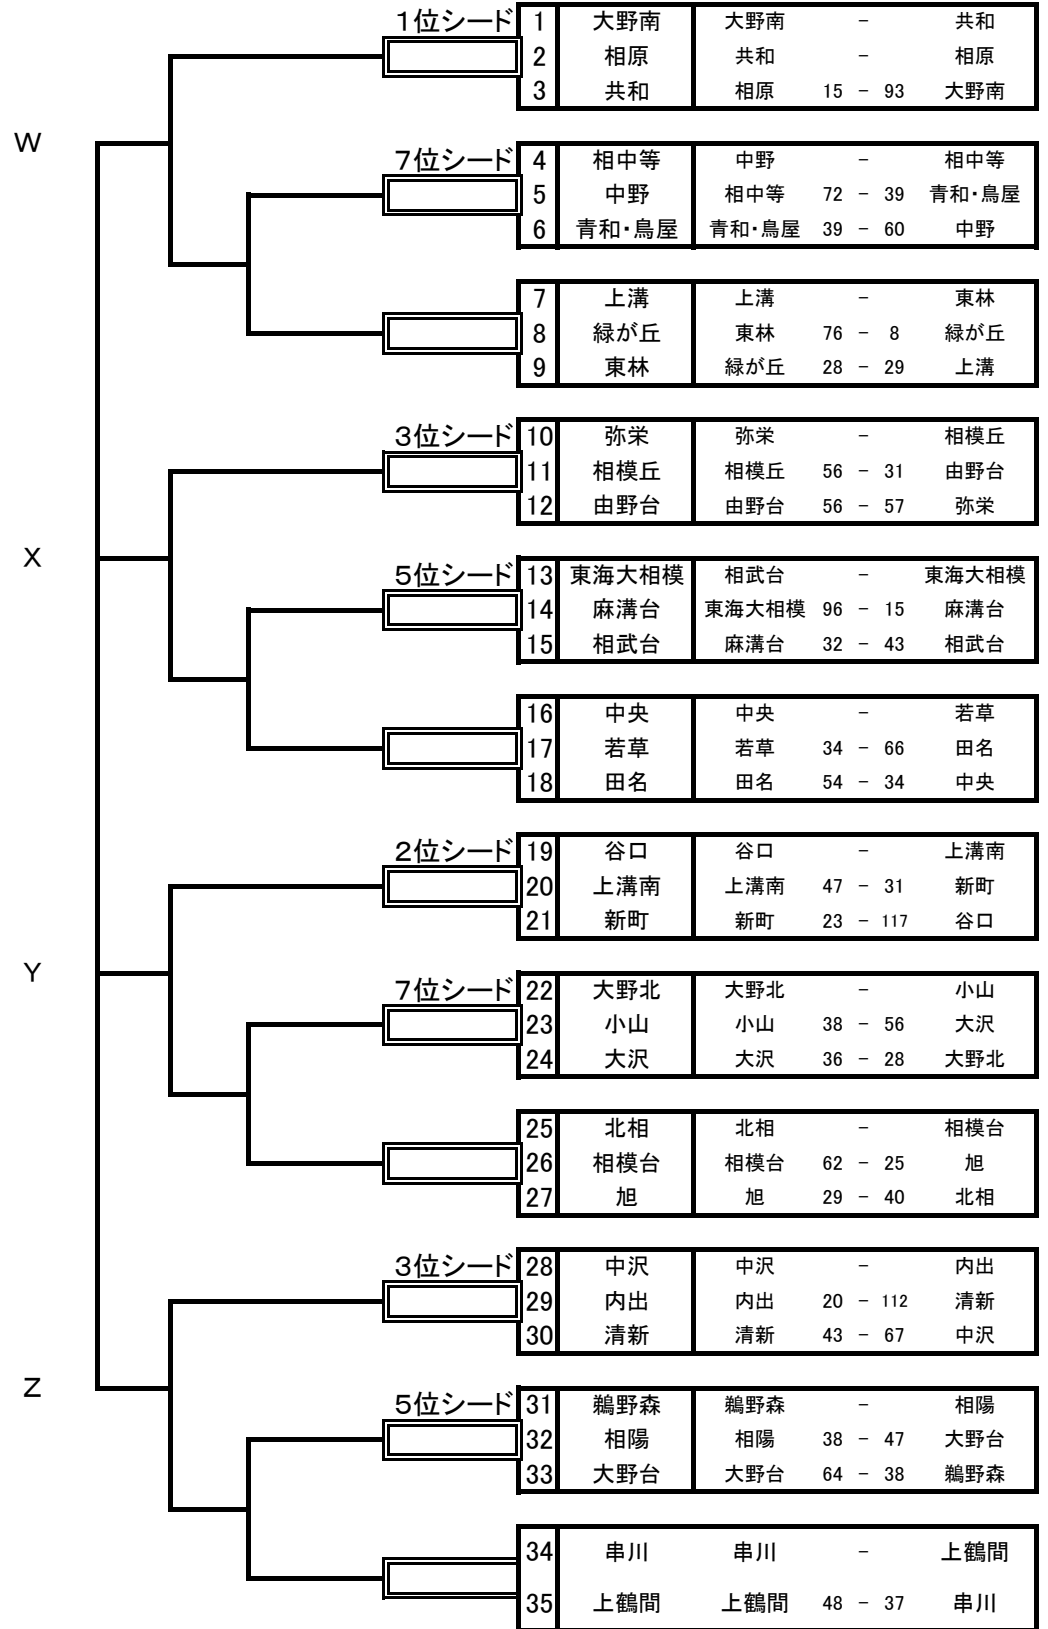 1位シード 1 大野南 大野南 － 共和
2 相原 共和 － 相原
3 共和 相原 15 － 93 大野南
W
7位シード 4 相中等 中野 － 相中等
5 中野 相中等 72 － 39 青和・鳥屋
6 青和・鳥屋 青和・鳥屋 39 － 60 中野
7 上溝 上溝 － 東林
8 緑が丘 東林 76 － 8 緑が丘
9 東林 緑が丘 28 － 29 上溝
3位シード 10 弥栄 弥栄 － 相模丘
11 相模丘 相模丘 56 － 31 由野台
12 由野台 由野台 56 － 57 弥栄
X
5位シード 13 東海大相模 相武台 － 東海大相模
14 麻溝台 東海大相模 96 － 15 麻溝台
15 相武台 麻溝台 32 － 43 相武台
16 中央 中央 － 若草
17 若草 若草 34 － 66 田名
18 田名 田名 54 － 34 中央
2位シード 19 谷口 谷口 － 上溝南
20 上溝南 上溝南 47 － 31 新町
21 新町 新町 23 － 117 谷口
Y
7位シード 22 大野北 大野北 － 小山
23 小山 小山 38 － 56 大沢
24 大沢 大沢 36 － 28 大野北
25 北相 北相 － 相模台
26 相模台 相模台 62 － 25 旭
27 旭 旭 29 － 40 北相
3位シード 28 中沢 中沢 － 内出
29 内出 内出 20 － 112 清新
30 清新 清新 43 － 67 中沢
Z
5位シード 31 鵜野森 鵜野森 － 相陽
32 相陽 相陽 38 － 47 大野台
33 大野台 大野台 64 － 38 鵜野森
34 串川 串川 － 上鶴間
35 上鶴間 上鶴間 48 － 37 串川